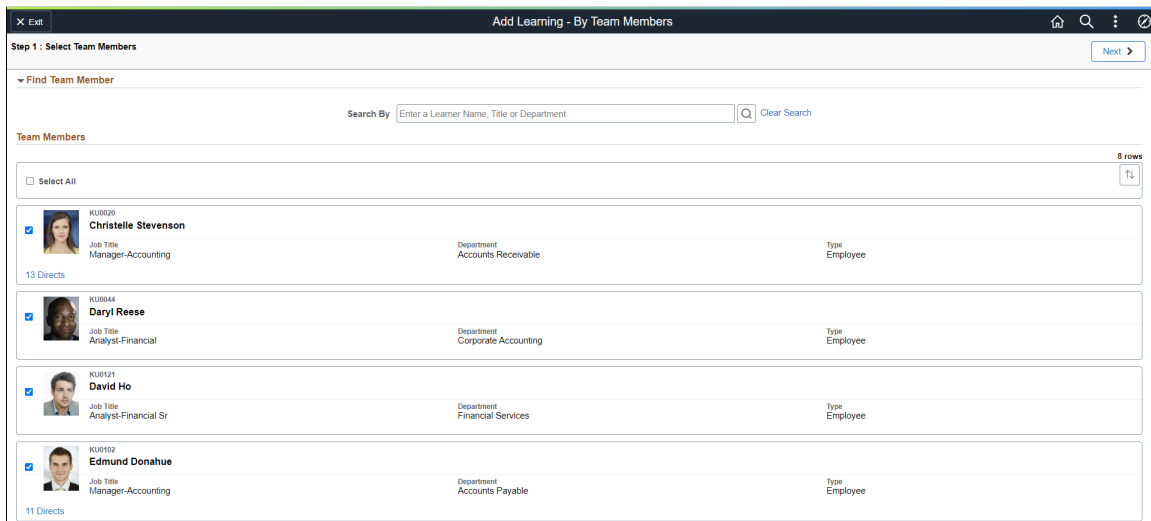 Exit
Add Learning - By Team Members
Step 1 : Select Team Members
Next
Find Team Member
Search By Enter a Learner Name, Title or Department Clear Search
Team Members
8 rows
Select All
KU0020
Christelle Stevenson
Job Title Department Type
Manager-Accounting Accounts Receivable Employee
13 Directs
KU0044
Daryl Reese
Job Title Department Type
Analyst-Financial Corporate Accounting Employee
KU0121
David Ho
Job Title Department Type
Analyst-Financial Sr Financial Services Employee
KU0102
Edmund Donahue
Job Title Department Type
Manager-Accounting Accounts Payable Employee
11 Directs